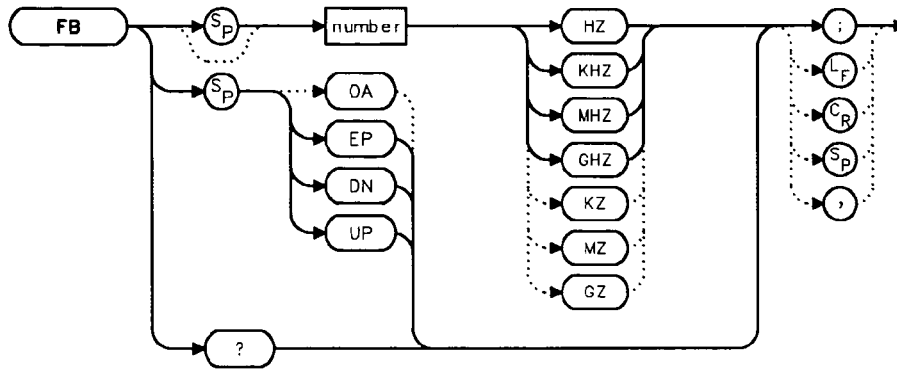 FB
SP
number
HZ
;
KHZ
LF
SP
OA
MHZ
CR
EP
GHZ
SP
DN
KZ
,
UP
MZ
GZ
?